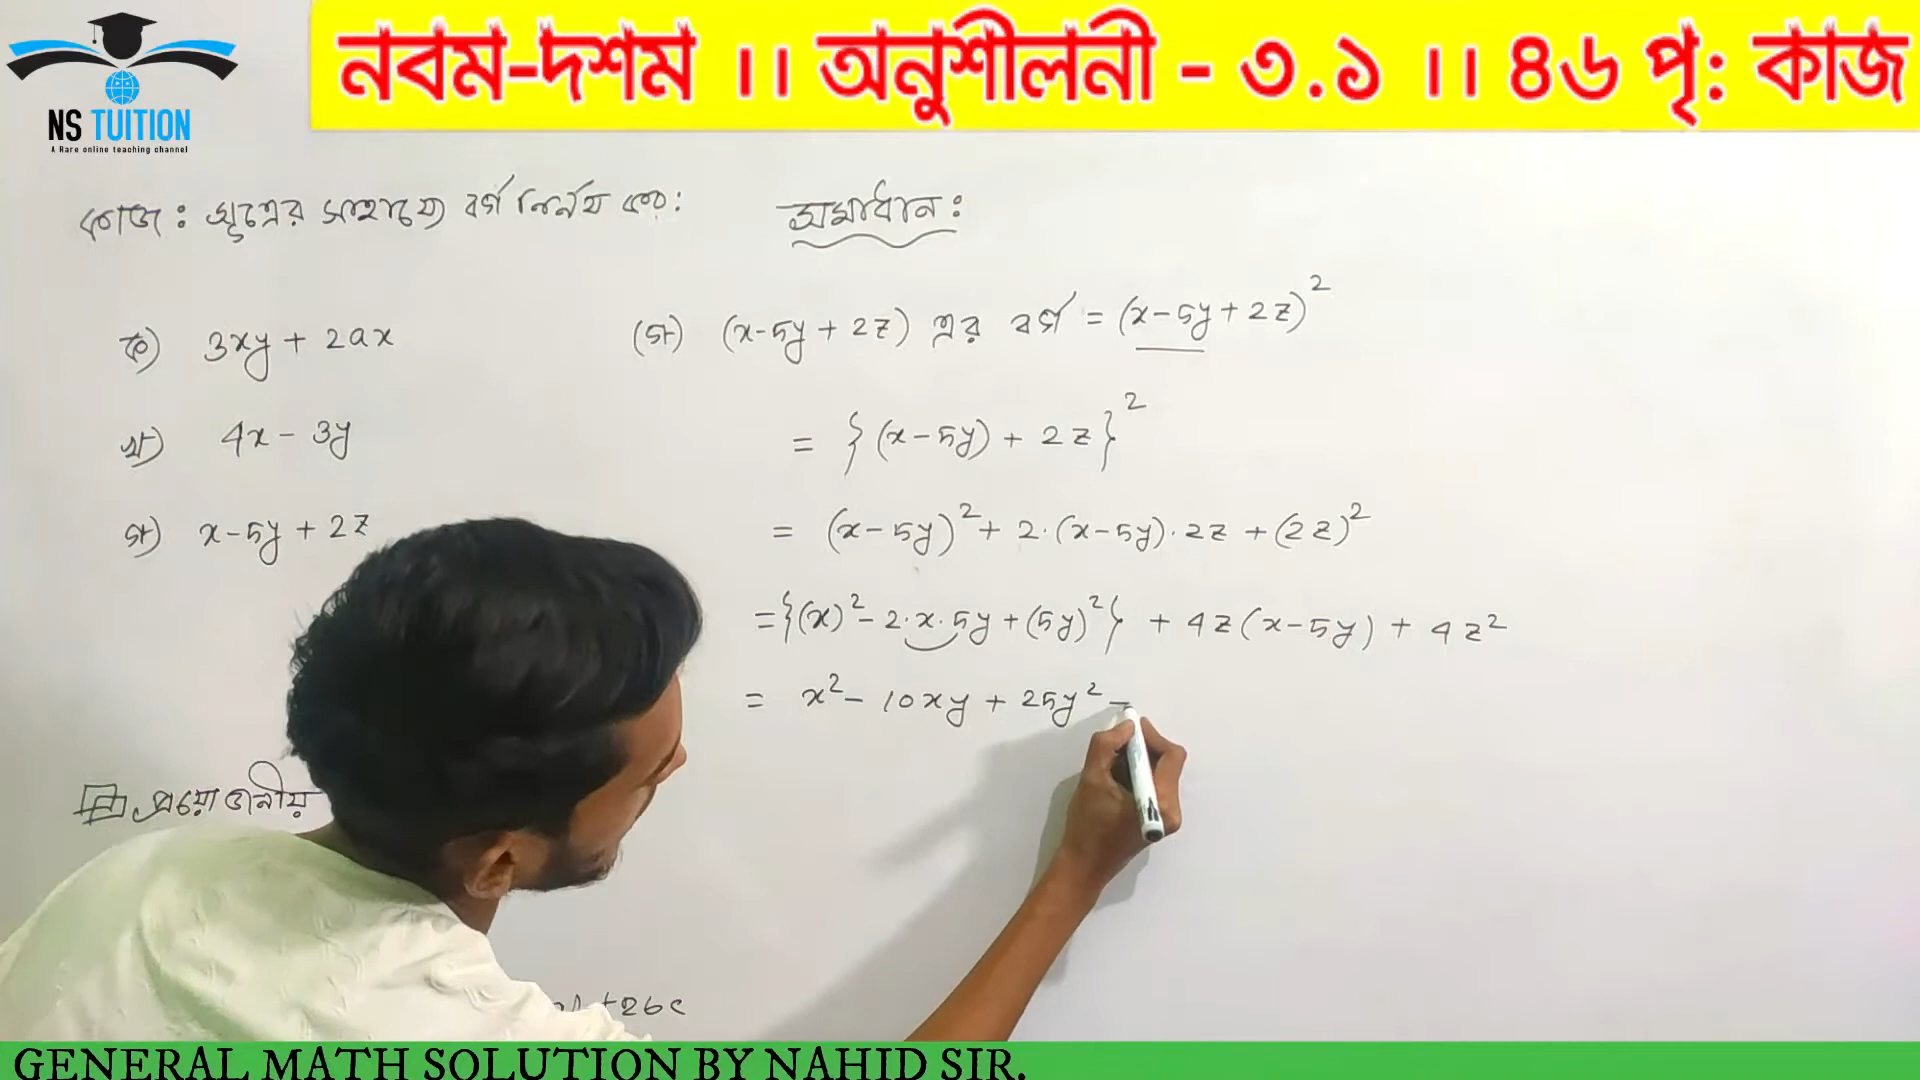 নবম-দশম ।। অনুশীলনী - ৩.১ ।। ৪৬ পৃ: কাজ
NS TUITION
A Rare online teaching channel
কাজ: সূত্রের সাহায্যে বর্গ নির্নয় কর:
সমাধান:
ক) 3xy + 2ax
খ) 4x - 3y
গ) x-5y + 2z
(গ) (x-5y + 2z) এর বর্গ = (x-5y+2z)²
= {(x-5y) + 2z}²
= (x-5y)² + 2·(x-5y)·2z + (2z)²
= {(x)² - 2·x·5y + (5y)²} + 4z(x-5y) + 4z²
= x² - 10xy + 25y² -
প্রয়োজনীয়
+2bc
GENERAL MATH SOLUTION BY NAHID SIR.